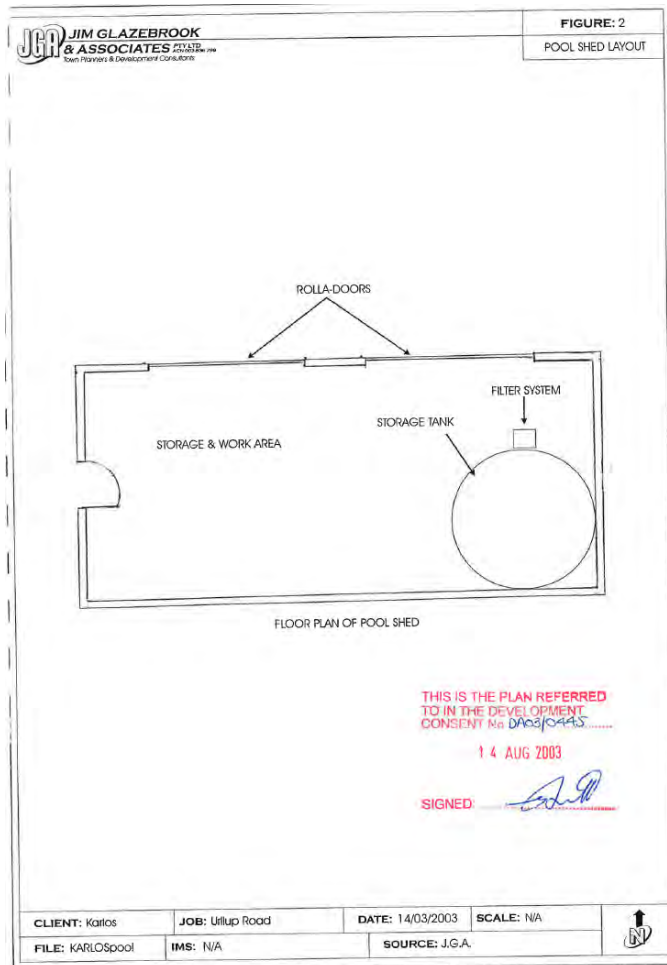 JGA
JIM GLAZEBROOK
& ASSOCIATES PTY LTD
Town Planners & Development Consultants
FIGURE: 2
POOL SHED LAYOUT
ROLLA-DOORS
FILTER SYSTEM
STORAGE TANK
STORAGE & WORK AREA
FLOOR PLAN OF POOL SHED
THIS IS THE PLAN REFERRED
TO IN THE DEVELOPMENT
CONSENT No DA03/0445
14 AUG 2003
SIGNED:
CLIENT: Karlos
JOB: Urliup Road
DATE: 14/03/2003
SCALE: N/A
FILE: KARLOSpool
IMS: N/A
SOURCE: J.G.A.
N